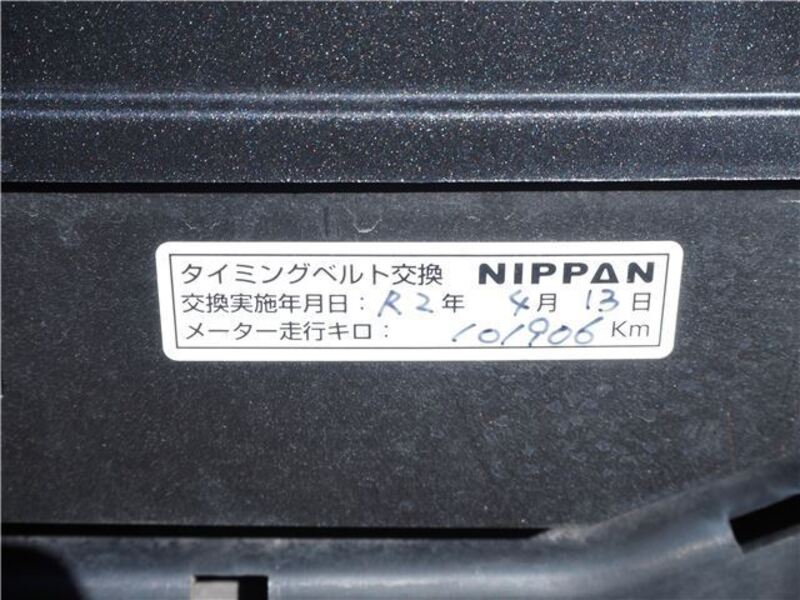 タイミングベルト交換 NIPPAN
交換実施年月日：R2年 4月 13日
メーター走行キロ： 101906 Km